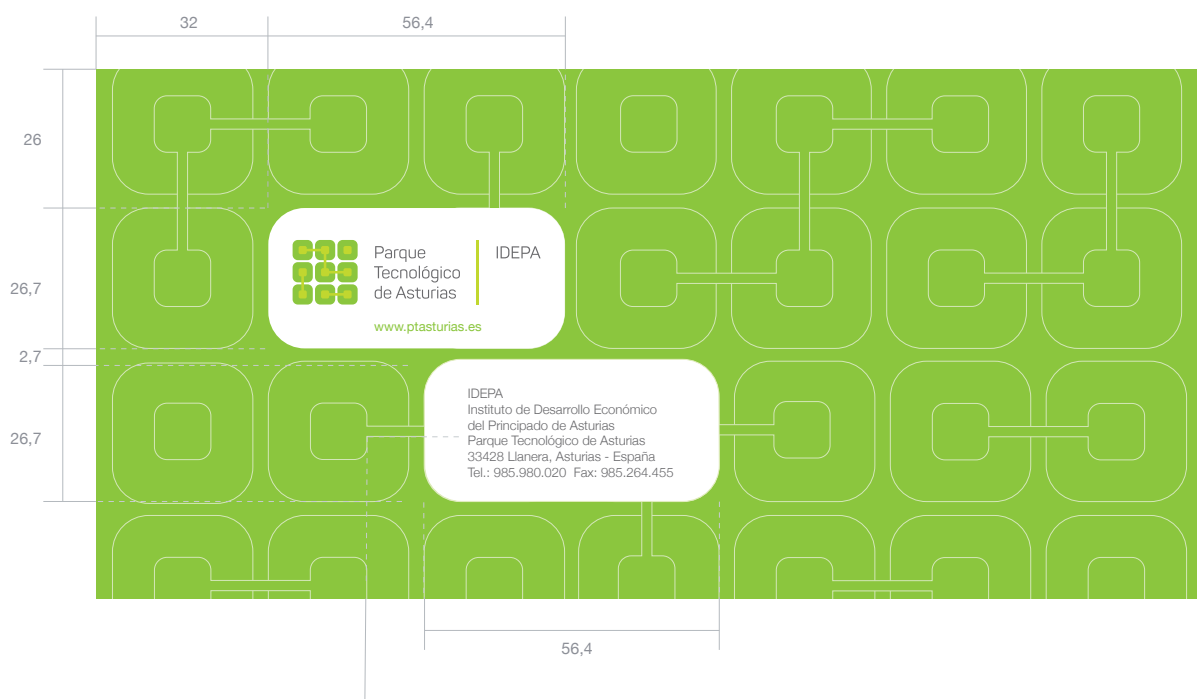 32
56,4
26
26,7
2,7
26,7
Parque
Tecnológico
de Asturias
IDEPA
www.ptasturias.es
IDEPA
Instituto de Desarrollo Económico
del Principado de Asturias
Parque Tecnológico de Asturias
33428 Llanera, Asturias - España
Tel.: 985.980.020 Fax: 985.264.455
56,4